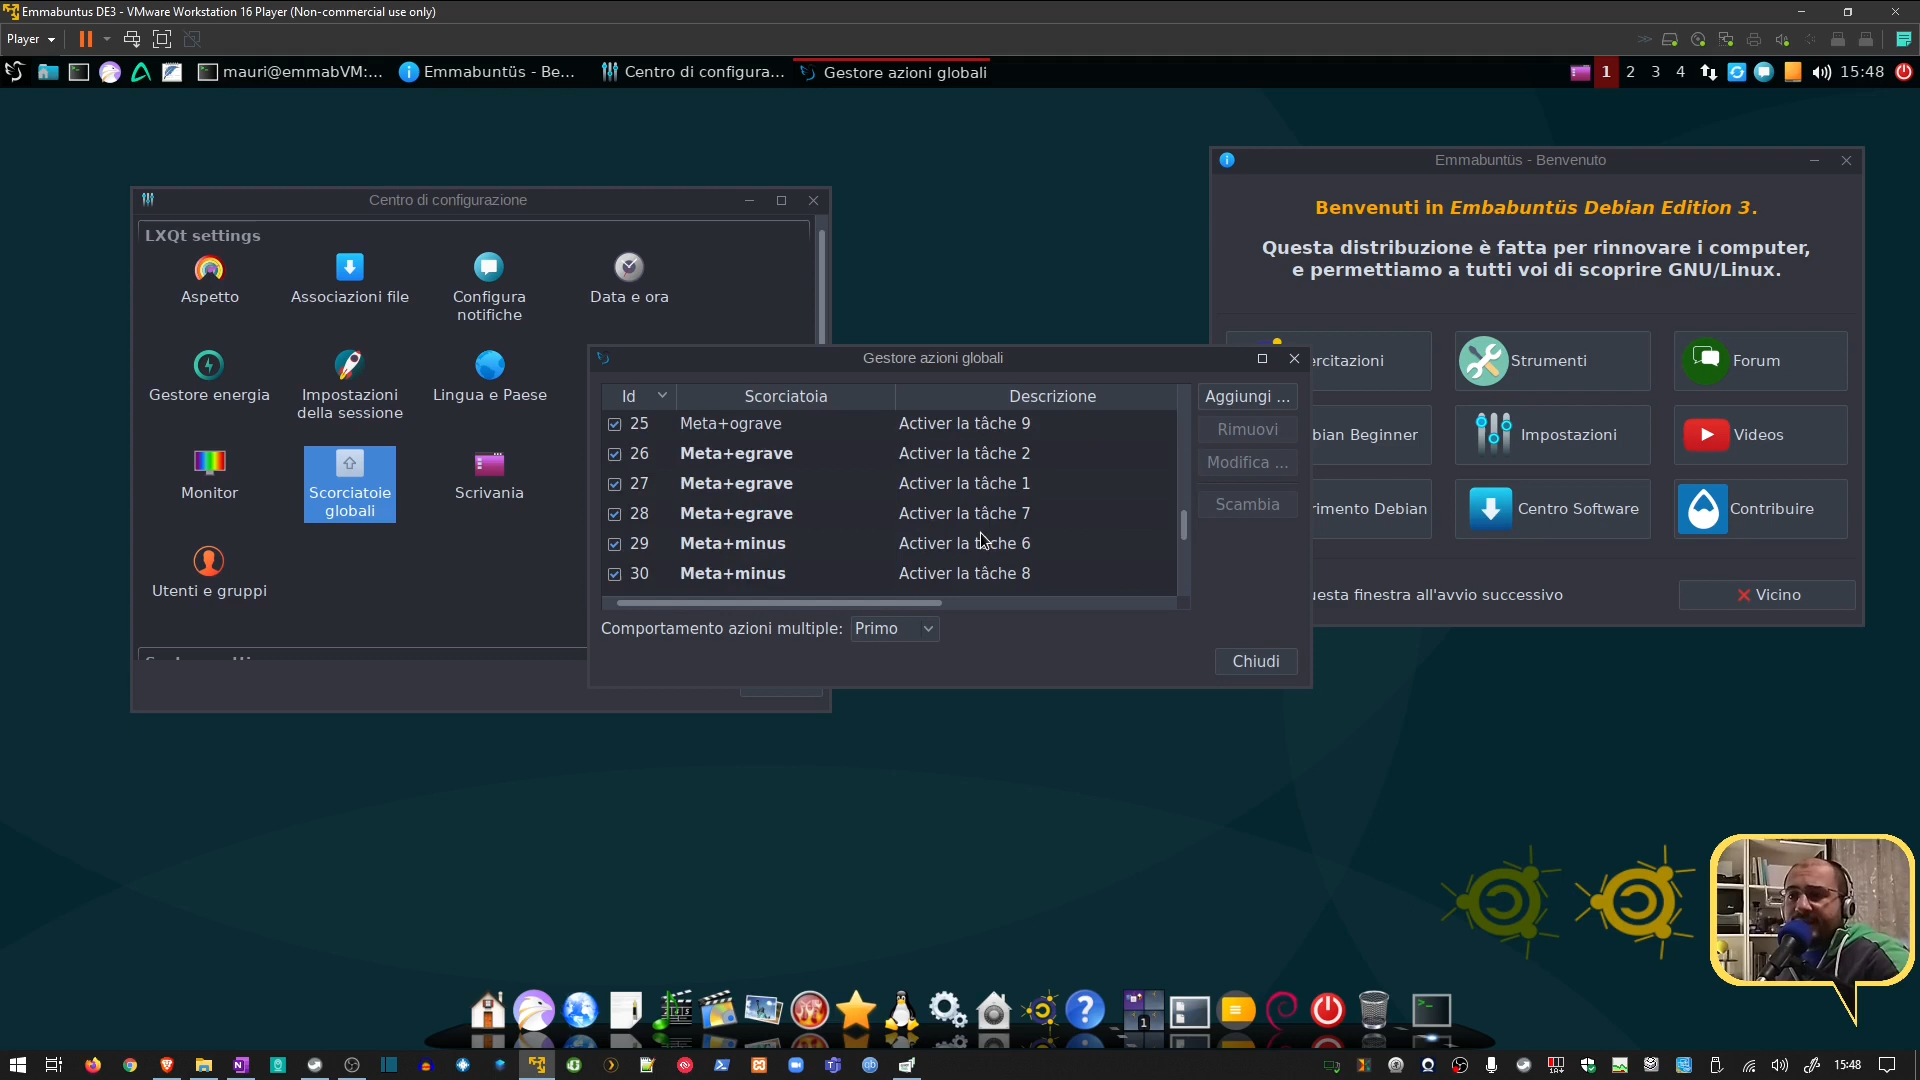 Emmabuntus DE3 - VMware Workstation 16 Player (Non-commercial use only)
Player
mauri@emmabVM:...
Emmabuntüs - Be...
Centro di configura...
Gestore azioni globali
1
2
3
4
15:48
Centro di configurazione
LXQt settings
Aspetto
Associazioni file
Configura
notifiche
Data e ora
Gestore energia
Impostazioni
della sessione
Lingua e Paese
Monitor
Scorciatoie
globali
Scrivania
Utenti e gruppi
Emmabuntüs - Benvenuto
Benvenuti in Embabuntüs Debian Edition 3.
Questa distribuzione è fatta per rinnovare i computer,
e permettiamo a tutti voi di scoprire GNU/Linux.
ercitazioni
Strumenti
Forum
bian Beginner
Impostazioni
Videos
rimento Debian
Centro Software
Contribuire
esta finestra all'avvio successivo
Vicino
Gestore azioni globali
Id Scorciatoia Descrizione
25 Meta+ograve Activer la tâche 9
26 Meta+egrave Activer la tâche 2
27 Meta+egrave Activer la tâche 1
28 Meta+egrave Activer la tâche 7
29 Meta+minus Activer la tâche 6
30 Meta+minus Activer la tâche 8
Aggiungi ...
Rimuovi
Modifica ...
Scambia
Comportamento azioni multiple: Primo
Chiudi
1
15:48